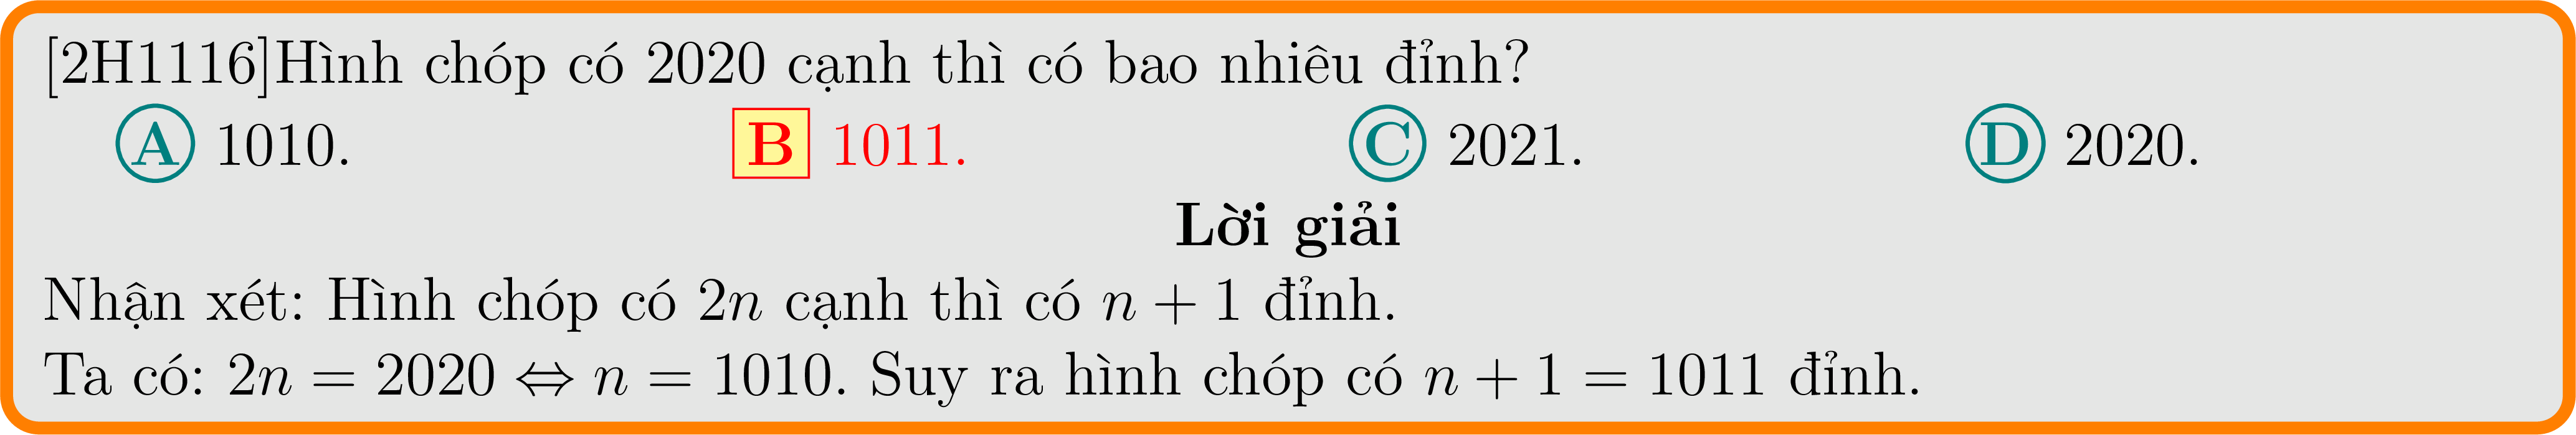 [2H1116]Hình chóp có 2020 cạnh thì có bao nhiêu đỉnh?
A 1010. B 1011. C 2021. D 2020.
Lời giải
Nhận xét: Hình chóp có 2n cạnh thì có n + 1 đỉnh.
Ta có: 2n = 2020 ⇔ n = 1010. Suy ra hình chóp có n + 1 = 1011 đỉnh.